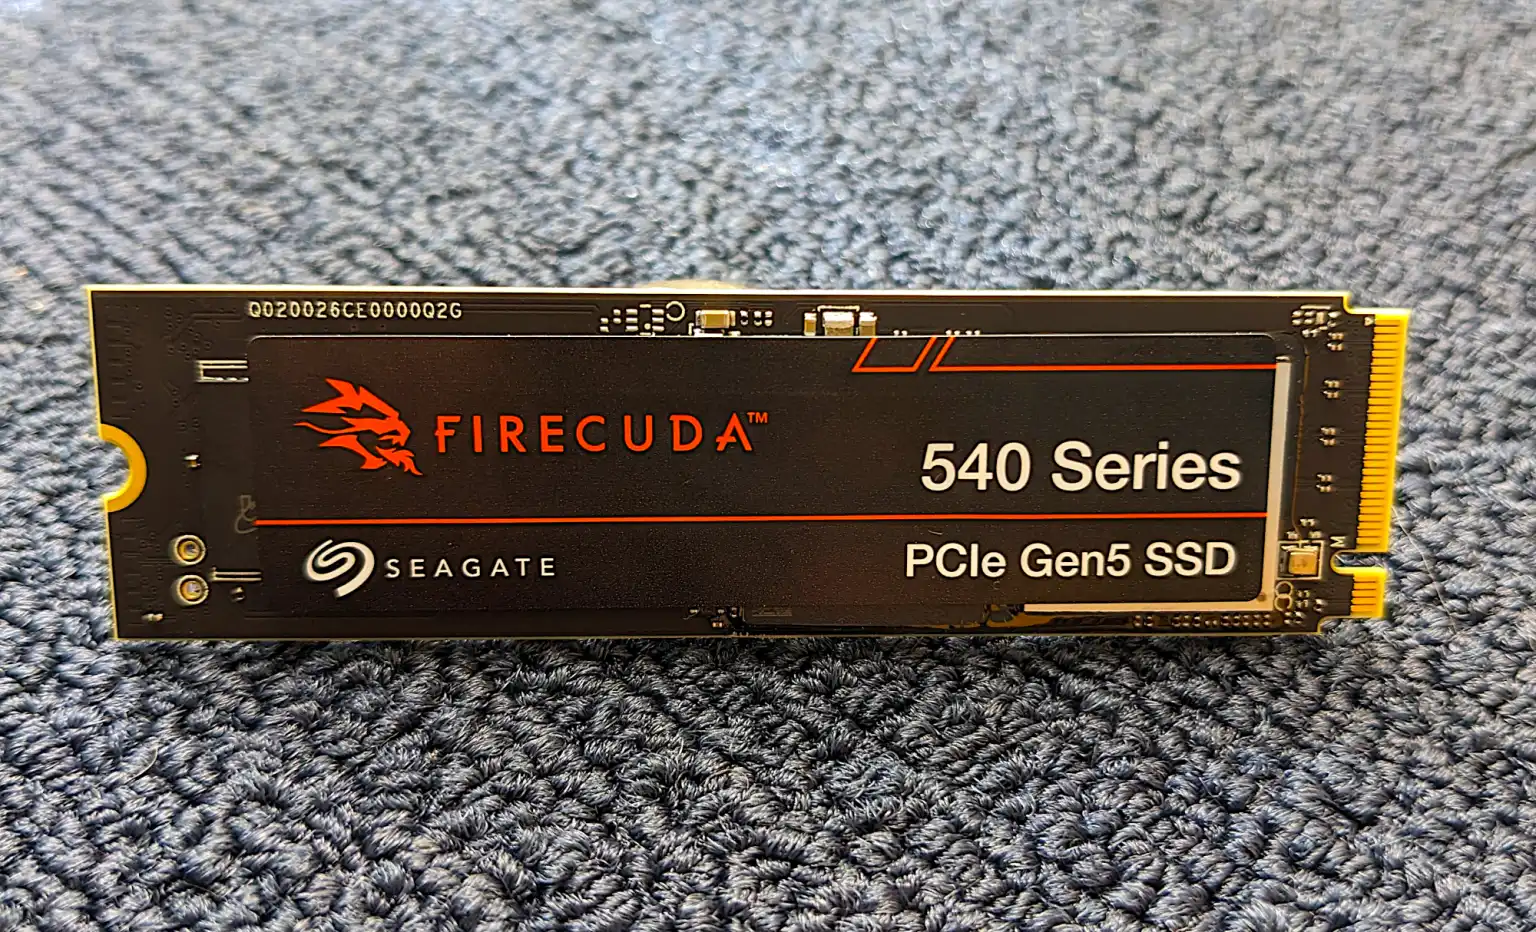 Q020026CE0000Q2G
FIRECUDA™
540 Series
SEAGATE
PCIe Gen5 SSD
M